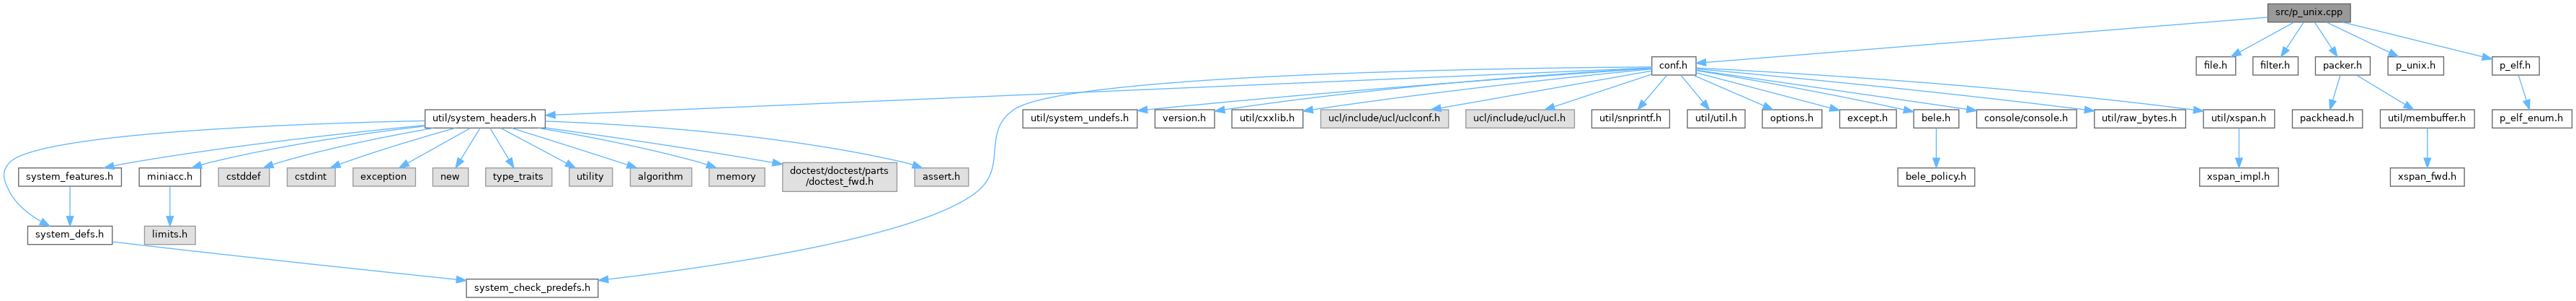 src/p_unix.cpp
conf.h
file.h
filter.h
packer.h
p_unix.h
p_elf.h
util/system_headers.h
util/system_undefs.h
version.h
util/cxxlib.h
ucl/include/ucl/uclconf.h
ucl/include/ucl/ucl.h
util/snprintf.h
util/util.h
options.h
except.h
bele.h
console/console.h
util/raw_bytes.h
util/xspan.h
packhead.h
util/membuffer.h
p_elf_enum.h
system_features.h
miniacc.h
cstddef
cstdint
exception
new
type_traits
utility
algorithm
memory
doctest/doctest/parts
/doctest_fwd.h
assert.h
bele_policy.h
xspan_impl.h
xspan_fwd.h
system_defs.h
limits.h
system_check_predefs.h